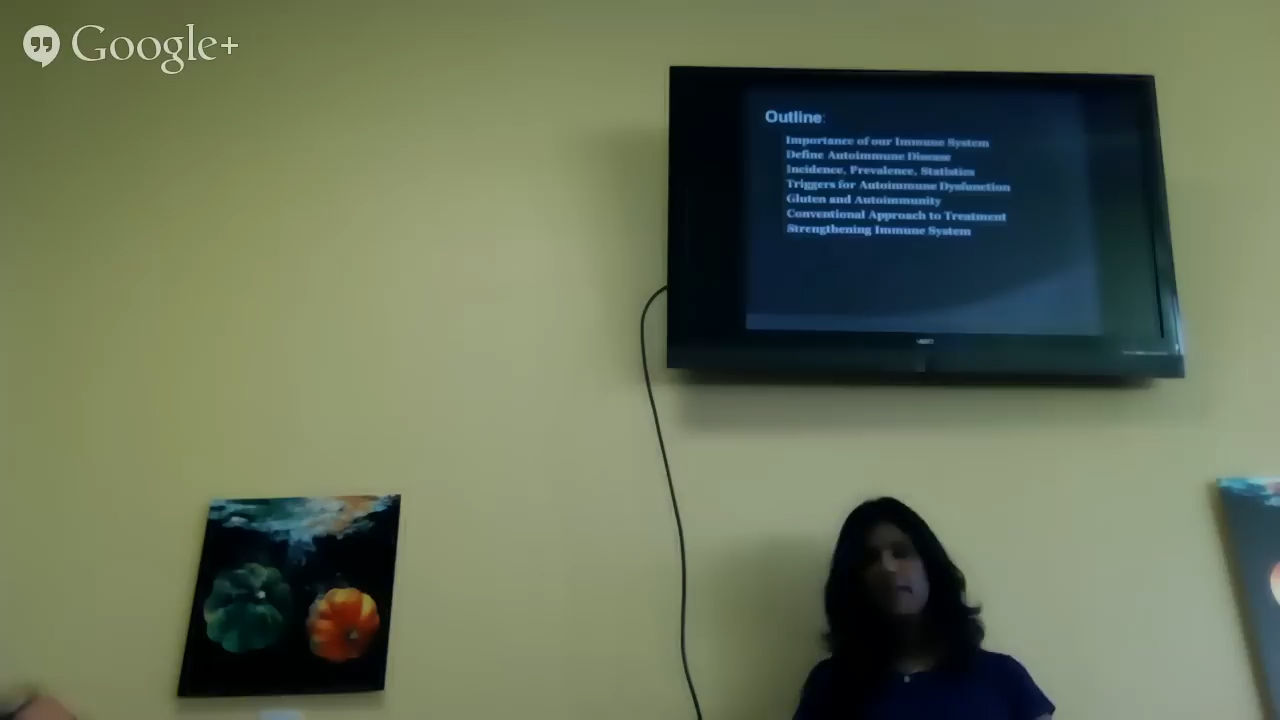 Google+
Outline:
Importance of our Immune System
Define Autoimmune Disease
Incidence, Prevalence, Statistics
Triggers for Autoimmune Dysfunction
Gluten and Autoimmunity
Conventional Approach to Treatment
Strengthening Immune System